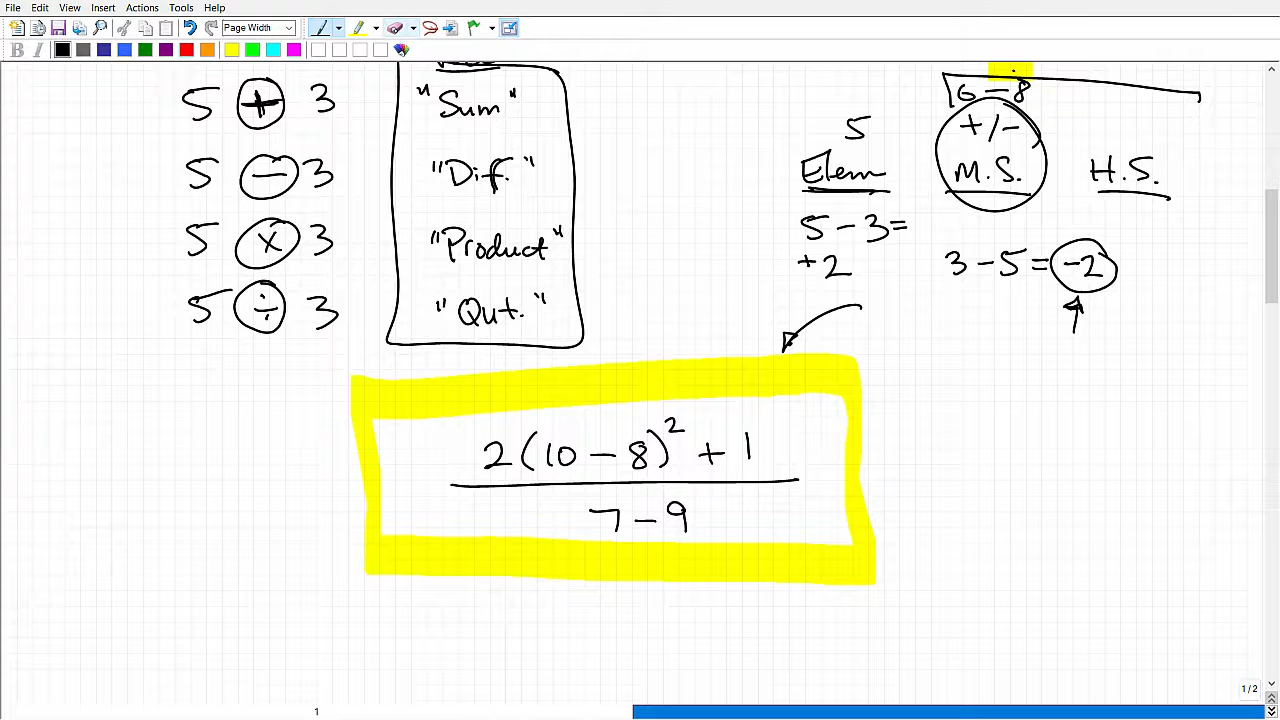 File Edit View Insert Actions Tools Help
Page Width
B I
5 + 3 "Sum"
5 − 3 "Diff."
5 × 3 "Product"
5 ÷ 3 "Qut."
6 − 8
5 +/−
Elem M.S. H.S.
5 − 3 =
+2 3 − 5 = −2
2(10 − 8)² + 1
7 − 9
1/2
1